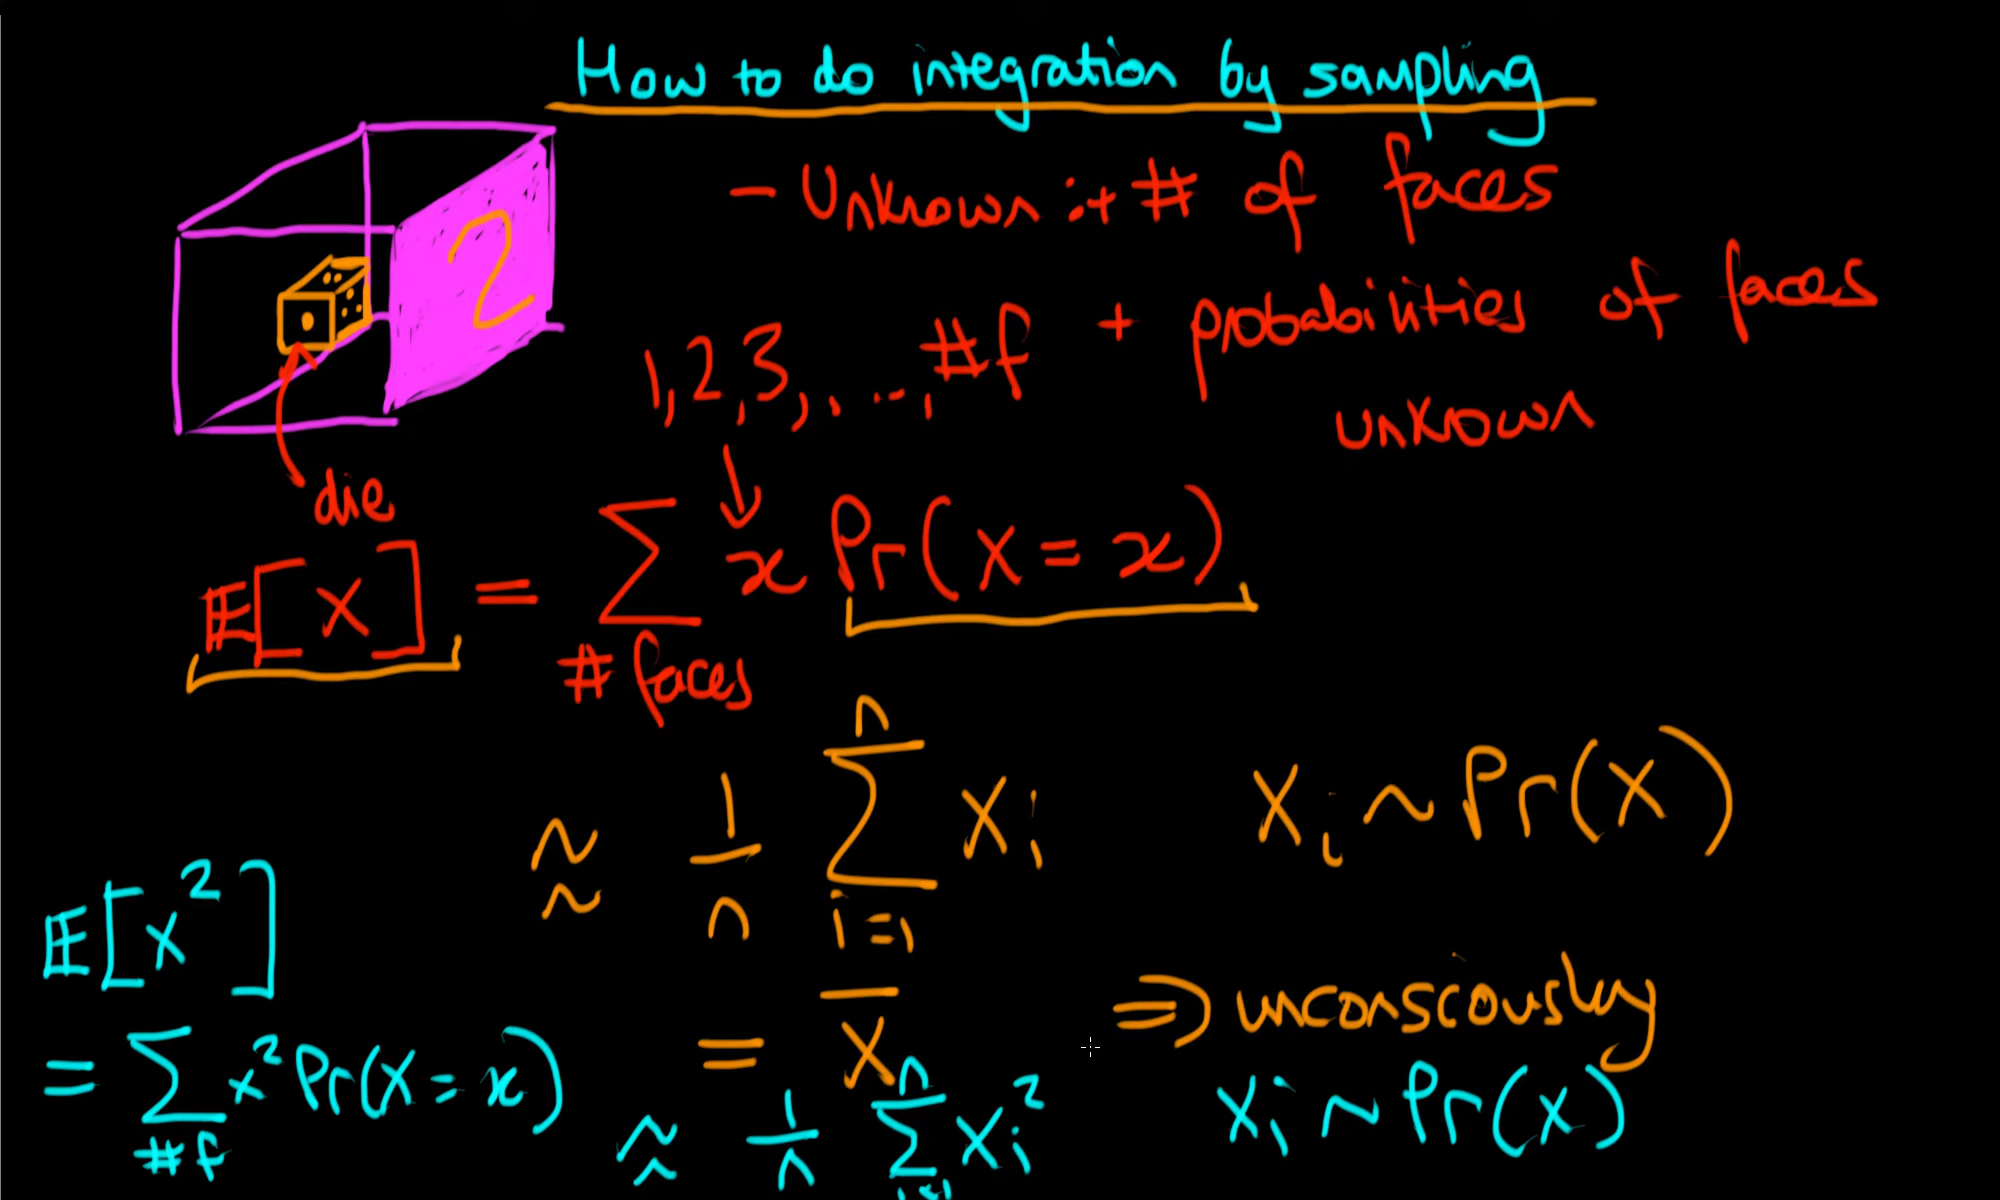 How to do integration by sampling
- Unknown :+ # of faces
2
1, 2, 3, ...., #f + probabilities of faces
unknown
die
𝔼[X] = ∑ x Pr(X = x)
# faces
n
≈ 1/n ∑ Xᵢ Xᵢ ~ Pr(X)
i=1
𝔼[X²]
= X̄ ⇒ unconsciously
= ∑ x² Pr(X = x) ≈ 1/n ∑ Xᵢ² Xᵢ ~ Pr(X)
#f n i=1